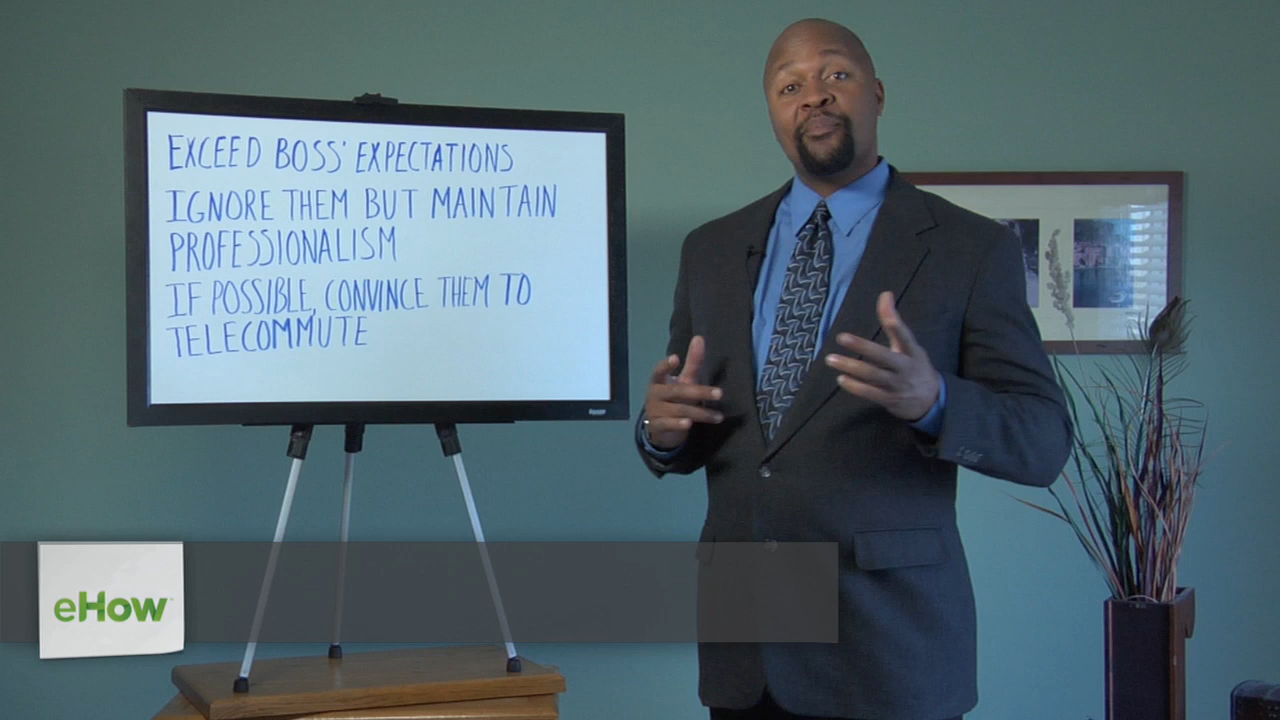 EXCEED BOSS' EXPECTATIONS
IGNORE THEM BUT MAINTAIN
PROFESSIONALISM
IF POSSIBLE, CONVINCE THEM TO
TELECOMMUTE
eHow